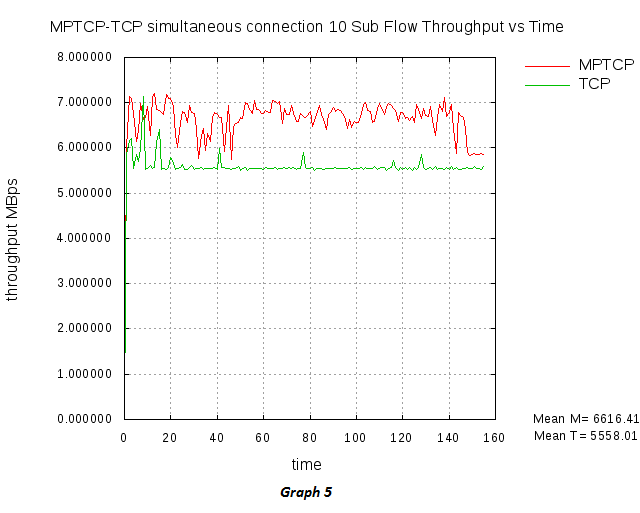 MPTCP-TCP simultaneous connection 10 Sub Flow Throughput vs Time
8.000000
7.000000
6.000000
5.000000
4.000000
3.000000
2.000000
1.000000
0.000000
throughput MBps
0 20 40 60 80 100 120 140 160
time
MPTCP
TCP
Mean M= 6616.41
Mean T= 5558.01
Graph 5